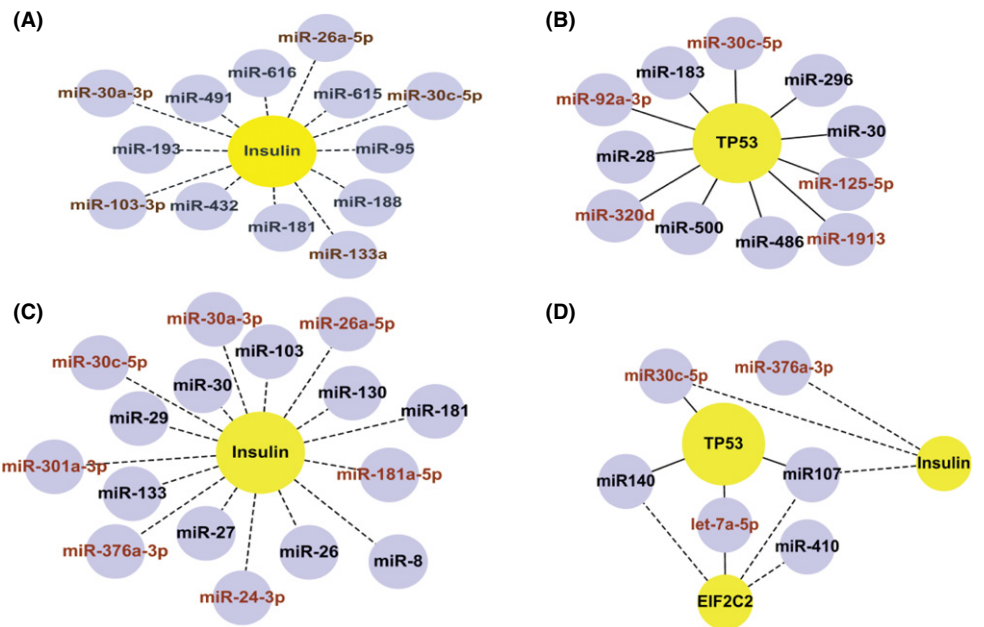 (A)
miR-26a-5p
miR-616
miR-30a-3p
miR-491
miR-615
miR-30c-5p
Insulin
miR-193
miR-95
miR-103-3p
miR-432
miR-188
miR-181
miR-133a
(B)
miR-30c-5p
miR-183
miR-296
miR-92a-3p
miR-30
TP53
miR-28
miR-125-5p
miR-320d
miR-500
miR-486
miR-1913
(C)
miR-30a-3p
miR-26a-5p
miR-103
miR-30c-5p
miR-30
miR-130
miR-29
miR-181
Insulin
miR-301a-3p
miR-181a-5p
miR-133
miR-27
miR-376a-3p
miR-26
miR-8
miR-24-3p
(D)
miR-376a-3p
miR30c-5p
TP53
Insulin
miR140
miR107
let-7a-5p
miR-410
EIF2C2